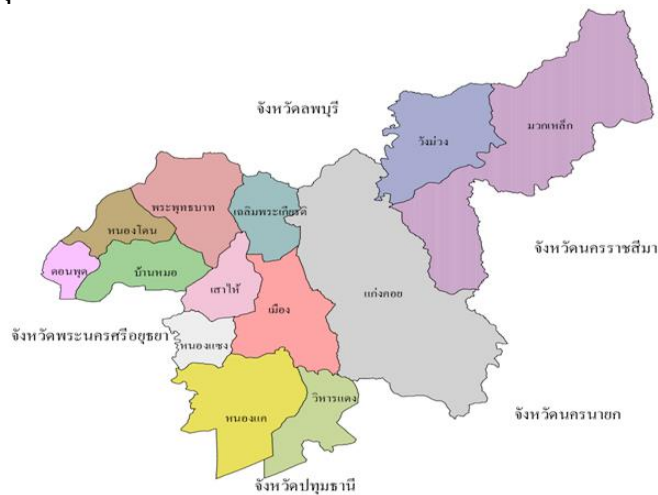 จังหวัดลพบุรี
มวกเหล็ก
วังม่วง
พระพุทธบาท
เฉลิมพระเกียรติ
หนองโดน
จังหวัดนครราชสีมา
ดอนพุด
บ้านหมอ
เสาไห้
แก่งคอย
เมือง
จังหวัดพระนครศรีอยุธยา
หนองแซง
วิหารแดง
หนองแค
จังหวัดนครนายก
จังหวัดปทุมธานี